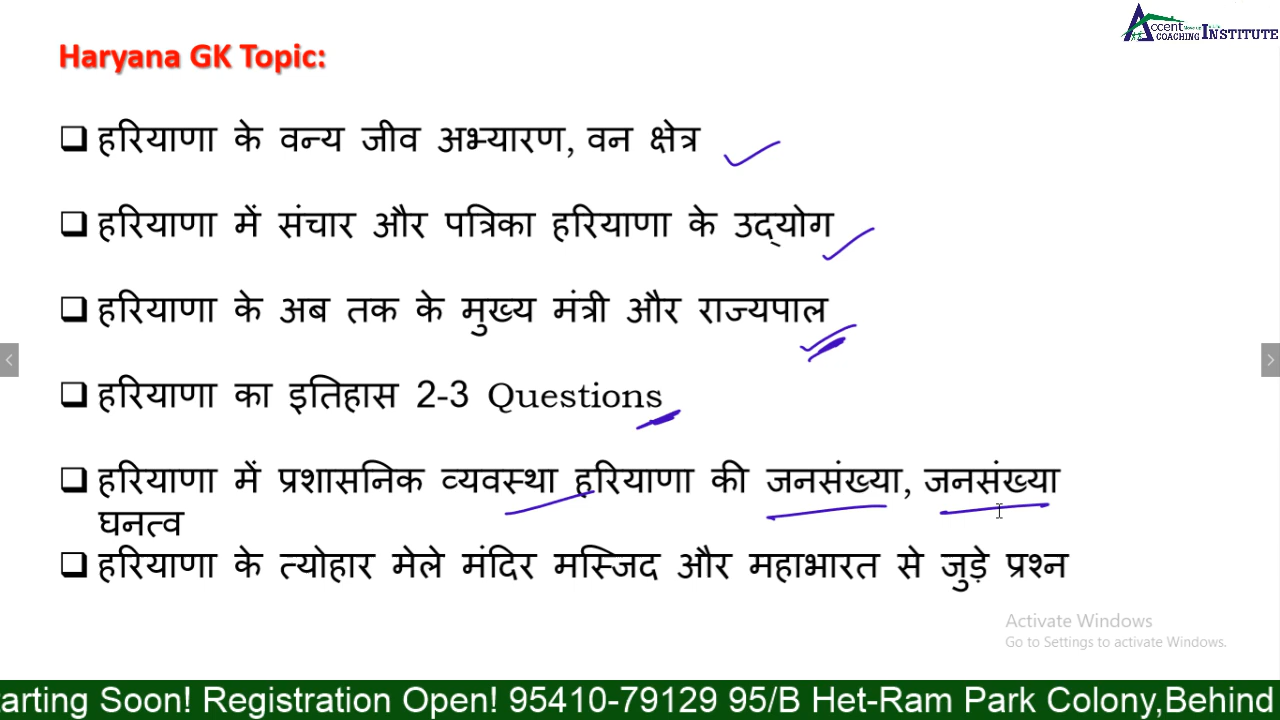 Accent
COACHING INSTITUTE
Haryana GK Topic:
हरियाणा के वन्य जीव अभ्यारण, वन क्षेत्र
हरियाणा में संचार और पत्रिका हरियाणा के उद्योग
हरियाणा के अब तक के मुख्य मंत्री और राज्यपाल
हरियाणा का इतिहास 2-3 Questions
हरियाणा में प्रशासनिक व्यवस्था हरियाणा की जनसंख्या, जनसंख्या
घनत्व
हरियाणा के त्योहार मेले मंदिर मस्जिद और महाभारत से जुड़े प्रश्न
Activate Windows
Go to Settings to activate Windows.
tarting Soon! Registration Open! 95410-79129 95/B Het-Ram Park Colony,Behind